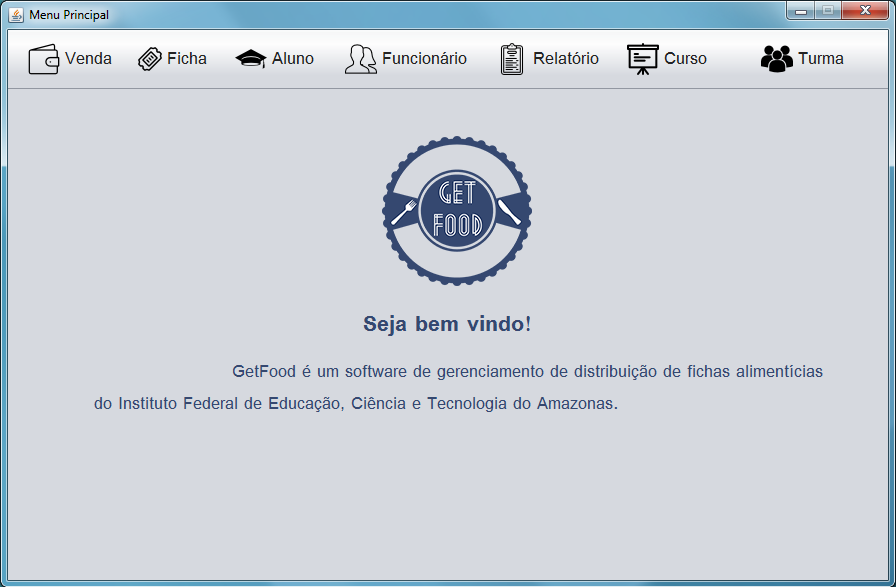 Menu Principal
Venda Ficha Aluno Funcionário Relatório Curso Turma
GET
FOOD
Seja bem vindo!
GetFood é um software de gerenciamento de distribuição de fichas alimentícias
do Instituto Federal de Educação, Ciência e Tecnologia do Amazonas.